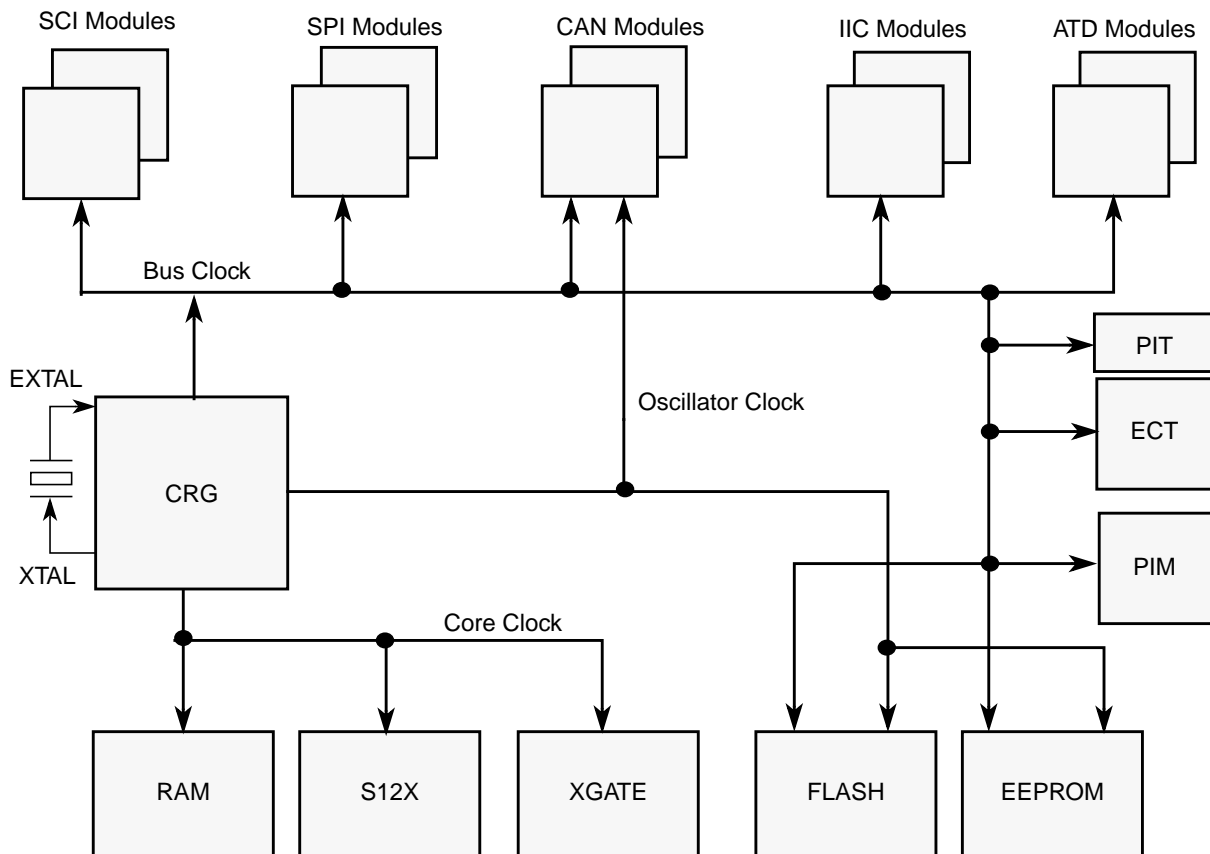 SCI Modules
SPI Modules
CAN Modules
IIC Modules
ATD Modules
Bus Clock
PIT
EXTAL
Oscillator Clock
ECT
CRG
PIM
XTAL
Core Clock
RAM
S12X
XGATE
FLASH
EEPROM